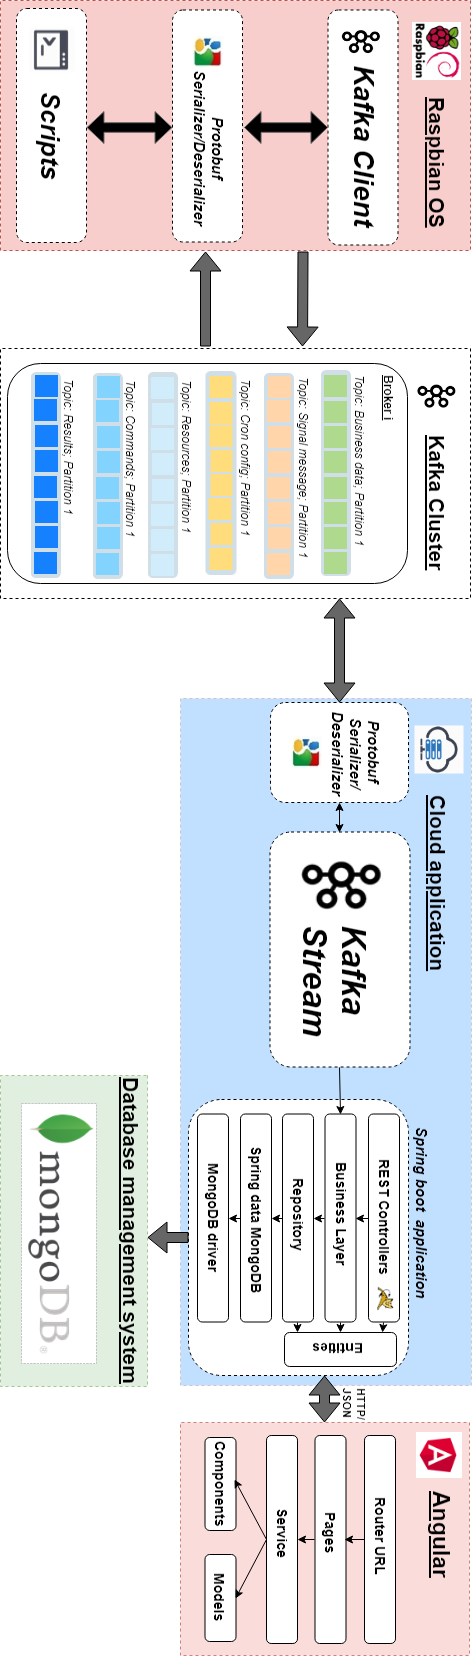 Raspbian
Raspbian OS
Kafka Client
Protobuf
Serializer/Deserializer
Scripts
Kafka Cluster
Broker i
Topic: Business data; Partition 1
Topic: Signal message; Partition 1
Topic: Cron config; Partition 1
Topic: Resources; Partition 1
Topic: Commands; Partition 1
Topic: Results; Partition 1
Cloud application
Protobuf
Serializer/
Deserializer
Kafka
Stream
Spring boot application
REST Controllers
Business Layer
Repository
Spring data MongoDB
MongoDB driver
Entities
Database management system
mongoDB®
HTTP/
JSON
Angular
Router URL
Pages
Service
Components
Models